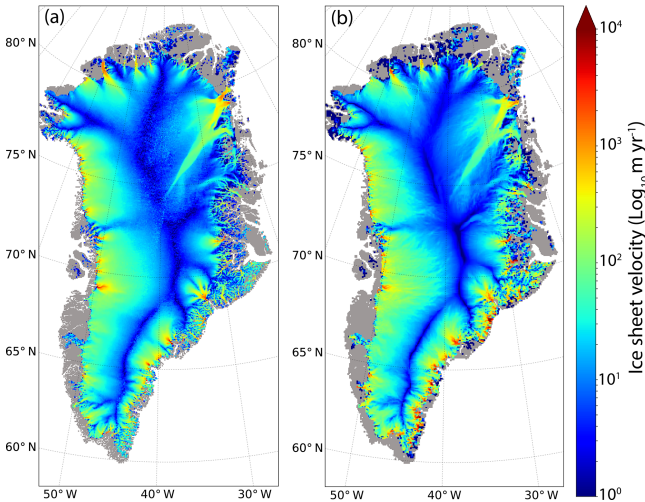 (a)
(b)
80° N
75° N
70° N
65° N
60° N
50° W
40° W
30° W
80° N
75° N
70° N
65° N
60° N
50° W
40° W
30° W
10⁴
10³
10²
10¹
10⁰
Ice sheet velocity (Log₁₀ m yr⁻¹)